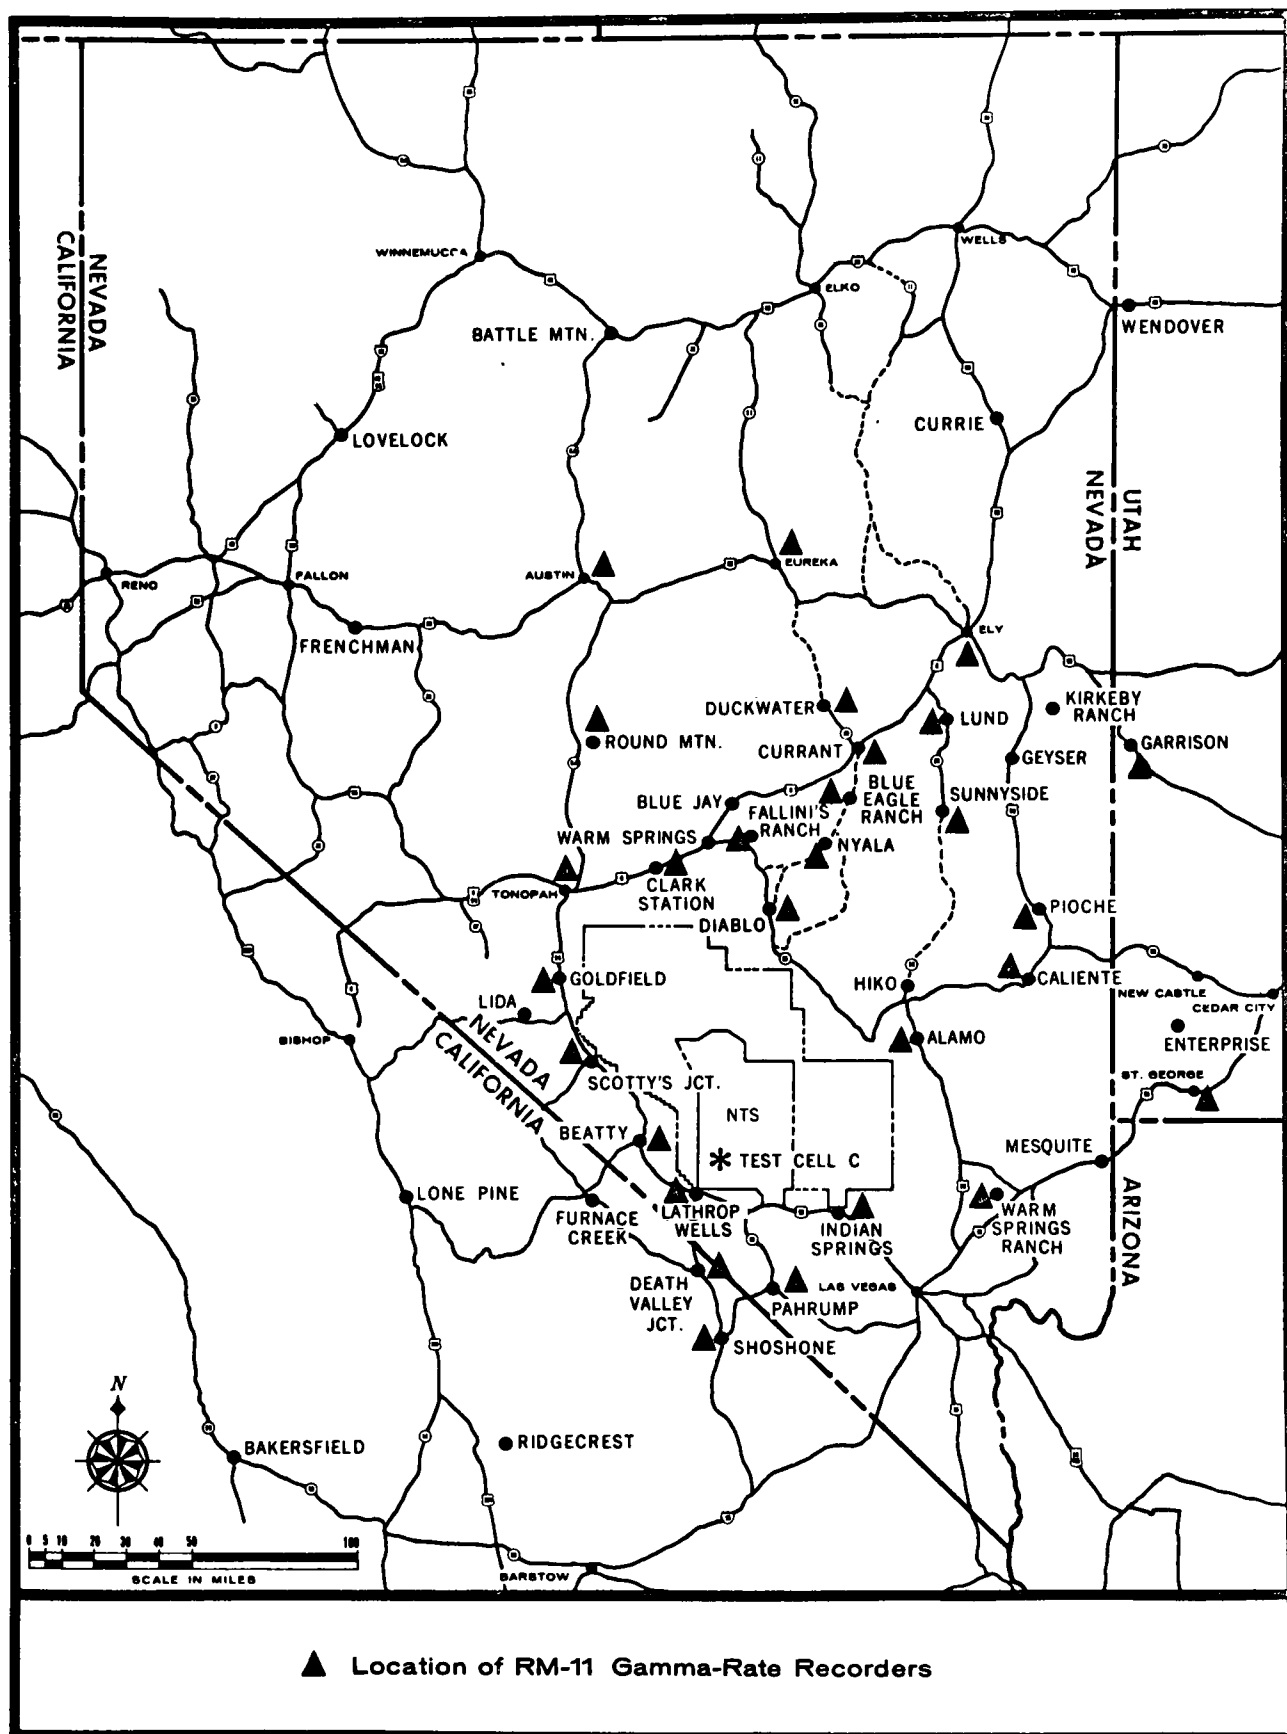 NEVADA
CALIFORNIA
WINNEMUCCA
WELLS
ELKO
BATTLE MTN.
WENDOVER
CURRIE
LOVELOCK
UTAH
NEVADA
EUREKA
AUSTIN
RENO
FALLON
FRENCHMAN
ELY
DUCKWATER
LUND
KIRKEBY
RANCH
ROUND MTN.
CURRANT
GEYSER
GARRISON
BLUE JAY
BLUE
EAGLE
RANCH
SUNNYSIDE
FALLINI'S
RANCH
WARM SPRINGS
NYALA
CLARK
STATION
TONOPAH
DIABLO
PIOCHE
GOLDFIELD
HIKO
CALIENTE
NEW CASTLE
CEDAR CITY
LIDA
NEVADA
CALIFORNIA
BISHOP
ALAMO
ENTERPRISE
SCOTTY'S JCT.
ST. GEORGE
NTS
BEATTY
TEST CELL C
MESQUITE
ARIZONA
LONE PINE
FURNACE
CREEK
LATHROP
WELLS
INDIAN
SPRINGS
WARM
SPRINGS
RANCH
DEATH
VALLEY
JCT.
LAS VEGAS
PAHRUMP
SHOSHONE
N
BAKERSFIELD
RIDGECREST
0 5 10 20 30 40 50 100
SCALE IN MILES
BARSTOW
Location of RM-11 Gamma-Rate Recorders